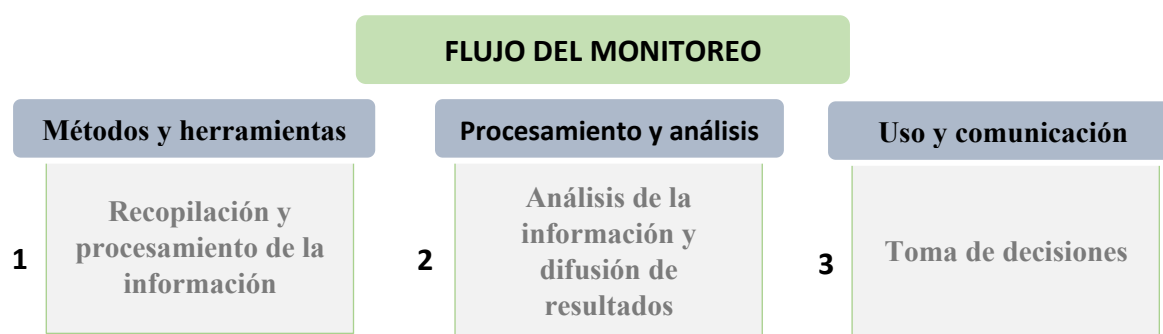 FLUJO DEL MONITOREO
Métodos y herramientas
Recopilación y
procesamiento de la
información
1
Procesamiento y análisis
Análisis de la
información y
difusión de
resultados
2
Uso y comunicación
Toma de decisiones
3